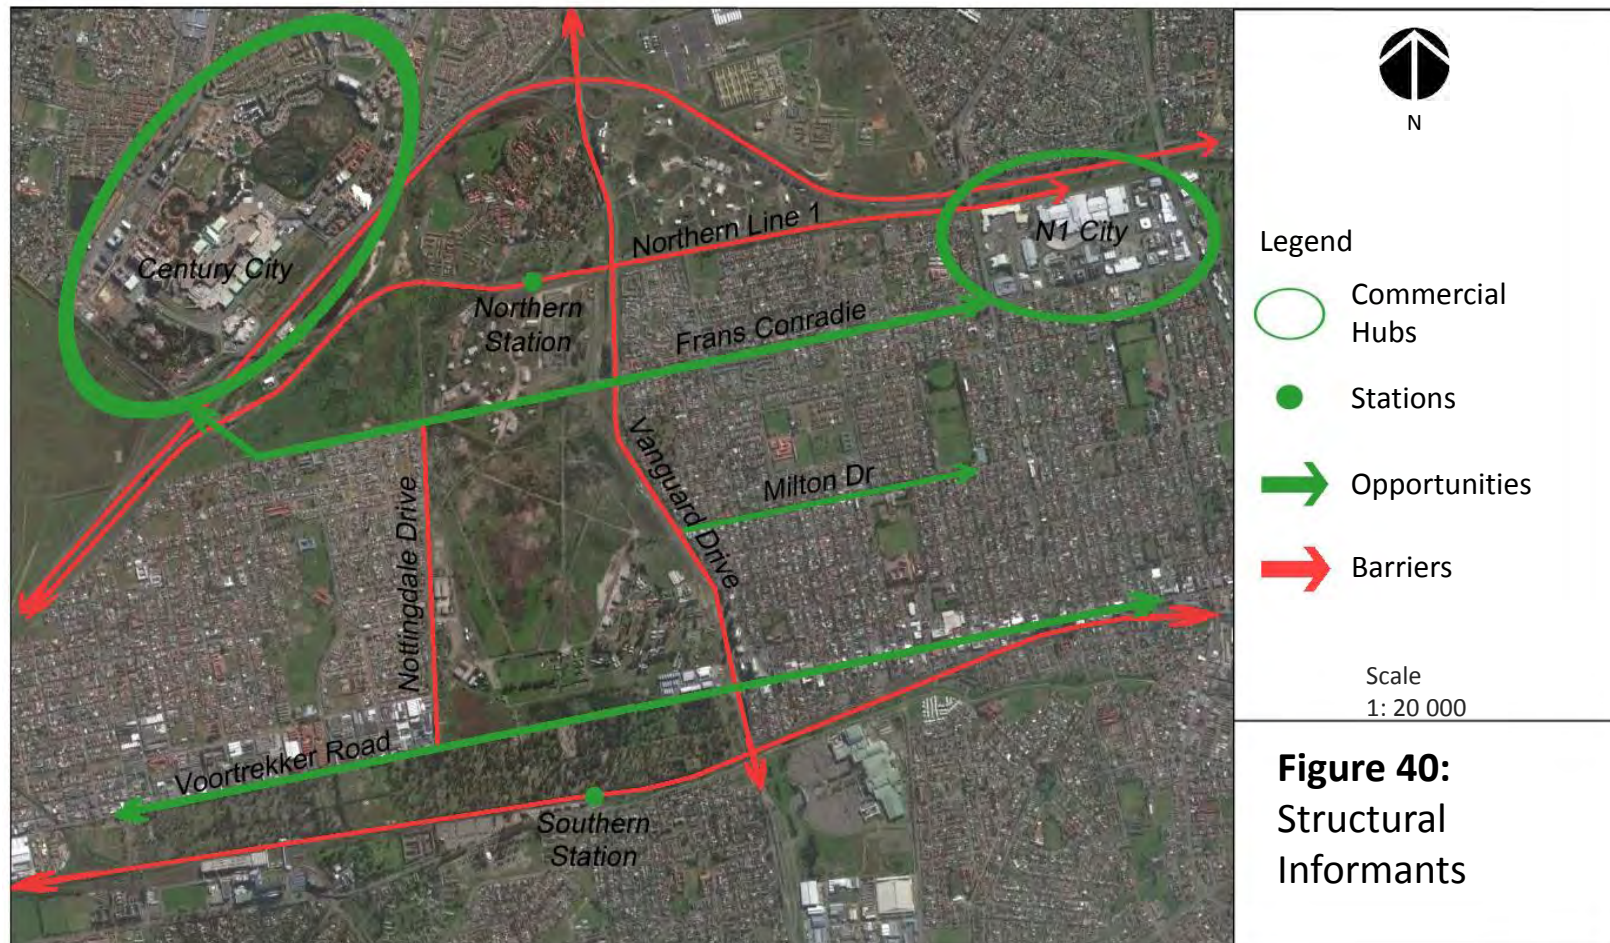 Century City
Northern Line 1
N1 City
Northern
Station
Frans Conradie
Vanguard Drive
Milton Dr
Nottingdale Drive
Voortrekker Road
Southern
Station
N
Legend
Commercial
Hubs
Stations
Opportunities
Barriers
Scale
1: 20 000
Figure 40:
Structural
Informants